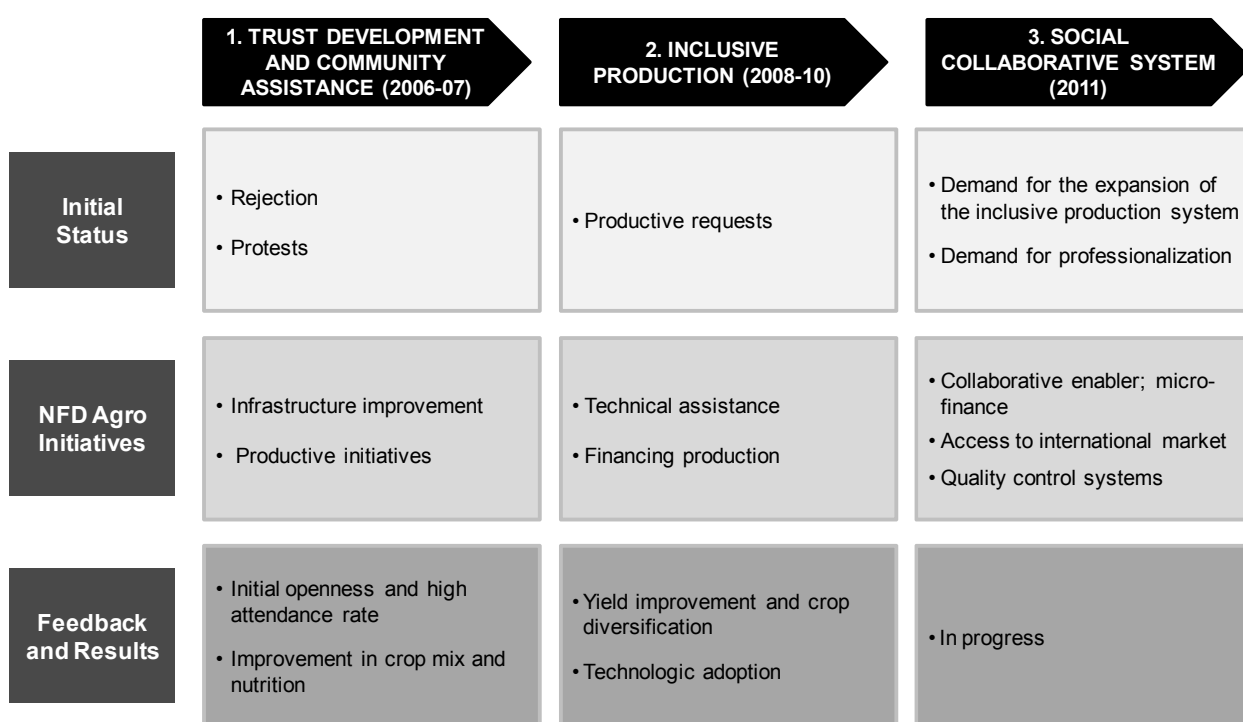 1. TRUST DEVELOPMENT
AND COMMUNITY
ASSISTANCE (2006-07)
2. INCLUSIVE
PRODUCTION (2008-10)
3. SOCIAL
COLLABORATIVE SYSTEM
(2011)
Initial
Status
• Rejection
• Protests
• Productive requests
• Demand for the expansion of
the inclusive production system
• Demand for professionalization
NFD Agro
Initiatives
• Infrastructure improvement
• Productive initiatives
• Technical assistance
• Financing production
• Collaborative enabler; micro-
finance
• Access to international market
• Quality control systems
Feedback
and Results
• Initial openness and high
attendance rate
• Improvement in crop mix and
nutrition
• Yield improvement and crop
diversification
• Technologic adoption
• In progress